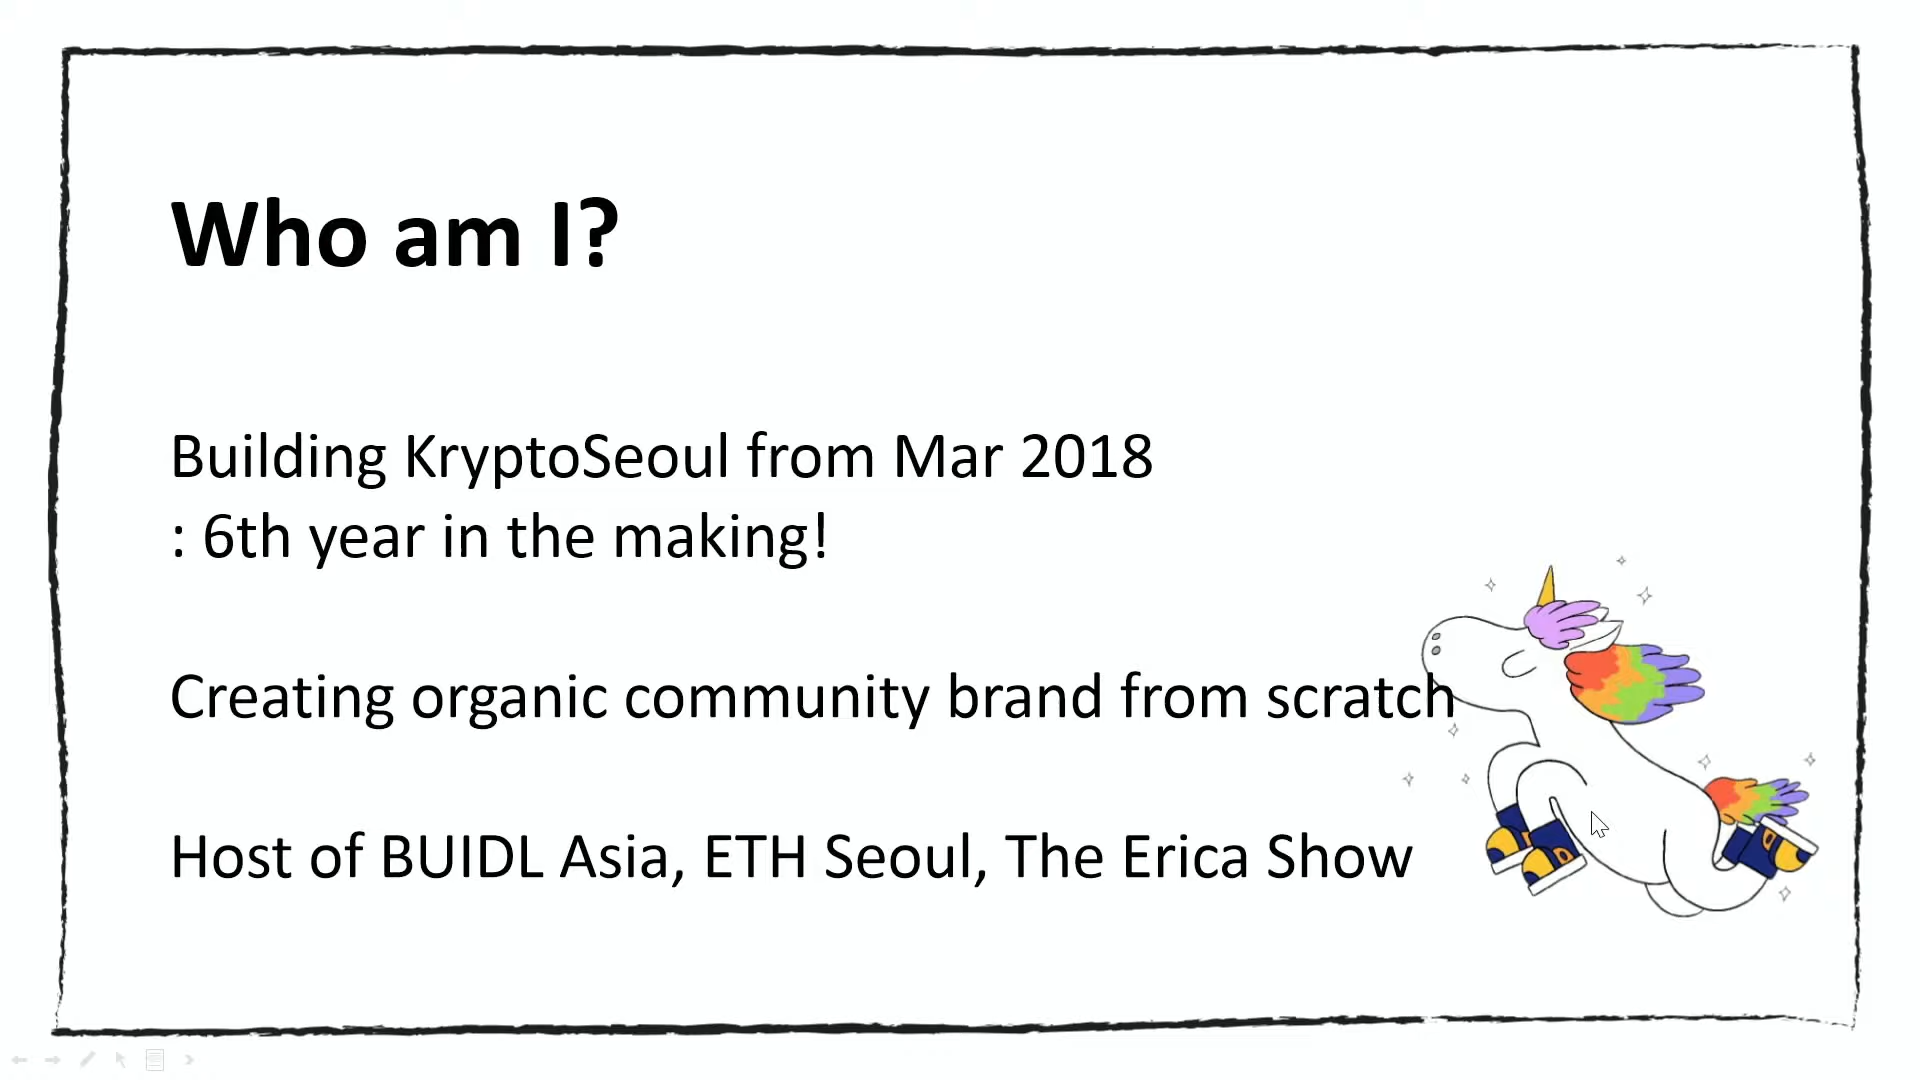 Who am I?
Building KryptoSeoul from Mar 2018
: 6th year in the making!
Creating organic community brand from scratch
Host of BUIDL Asia, ETH Seoul, The Erica Show